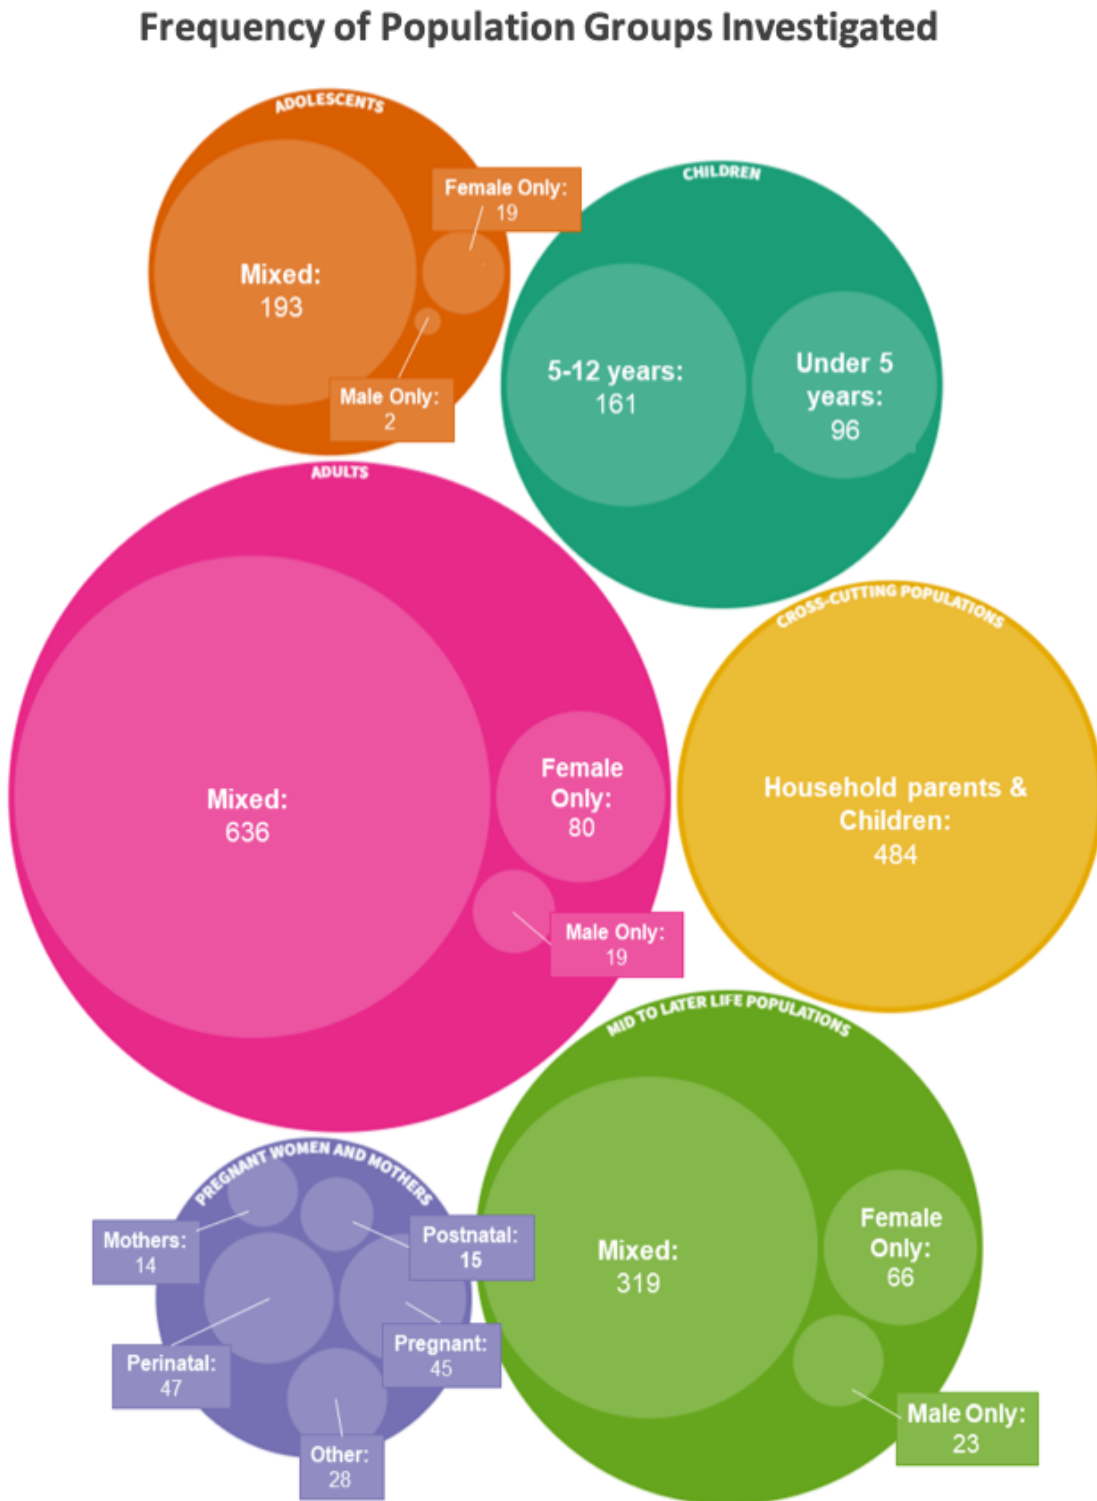 Frequency of Population Groups Investigated
ADOLESCENTS
Female Only:
19
Mixed:
193
Male Only:
2
CHILDREN
5-12 years:
161
Under 5
years:
96
ADULTS
Mixed:
636
Female
Only:
80
Male Only:
19
CROSS-CUTTING POPULATIONS
Household parents &
Children:
484
MID TO LATER LIFE POPULATIONS
Mixed:
319
Female
Only:
66
Male Only:
23
PREGNANT WOMEN AND MOTHERS
Mothers:
14
Postnatal:
15
Perinatal:
47
Pregnant:
45
Other:
28